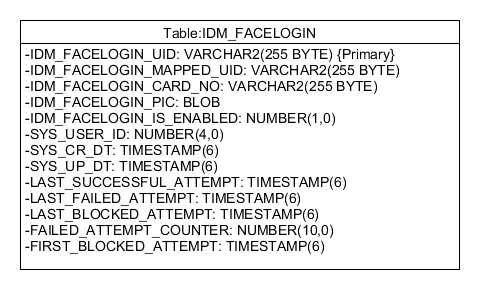 Table:IDM_FACELOGIN
-IDM_FACELOGIN_UID: VARCHAR2(255 BYTE) {Primary}
-IDM_FACELOGIN_MAPPED_UID: VARCHAR2(255 BYTE)
-IDM_FACELOGIN_CARD_NO: VARCHAR2(255 BYTE)
-IDM_FACELOGIN_PIC: BLOB
-IDM_FACELOGIN_IS_ENABLED: NUMBER(1,0)
-SYS_USER_ID: NUMBER(4,0)
-SYS_CR_DT: TIMESTAMP(6)
-SYS_UP_DT: TIMESTAMP(6)
-LAST_SUCCESSFUL_ATTEMPT: TIMESTAMP(6)
-LAST_FAILED_ATTEMPT: TIMESTAMP(6)
-LAST_BLOCKED_ATTEMPT: TIMESTAMP(6)
-FAILED_ATTEMPT_COUNTER: NUMBER(10,0)
-FIRST_BLOCKED_ATTEMPT: TIMESTAMP(6)